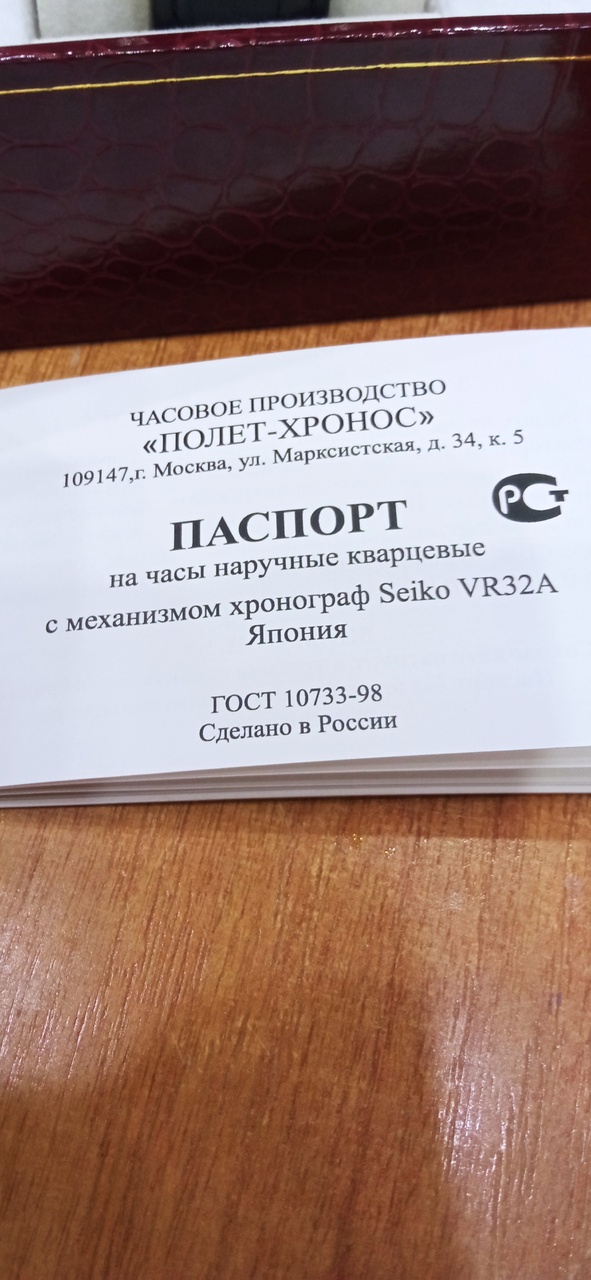 ЧАСОВОЕ ПРОИЗВОДСТВО
«ПОЛЕТ-ХРОНОС»
109147,г. Москва, ул. Марксистская, д. 34, к. 5
РСТ
ПАСПОРТ
на часы наручные кварцевые
с механизмом хронограф Seiko VR32A
Япония
ГОСТ 10733-98
Сделано в России